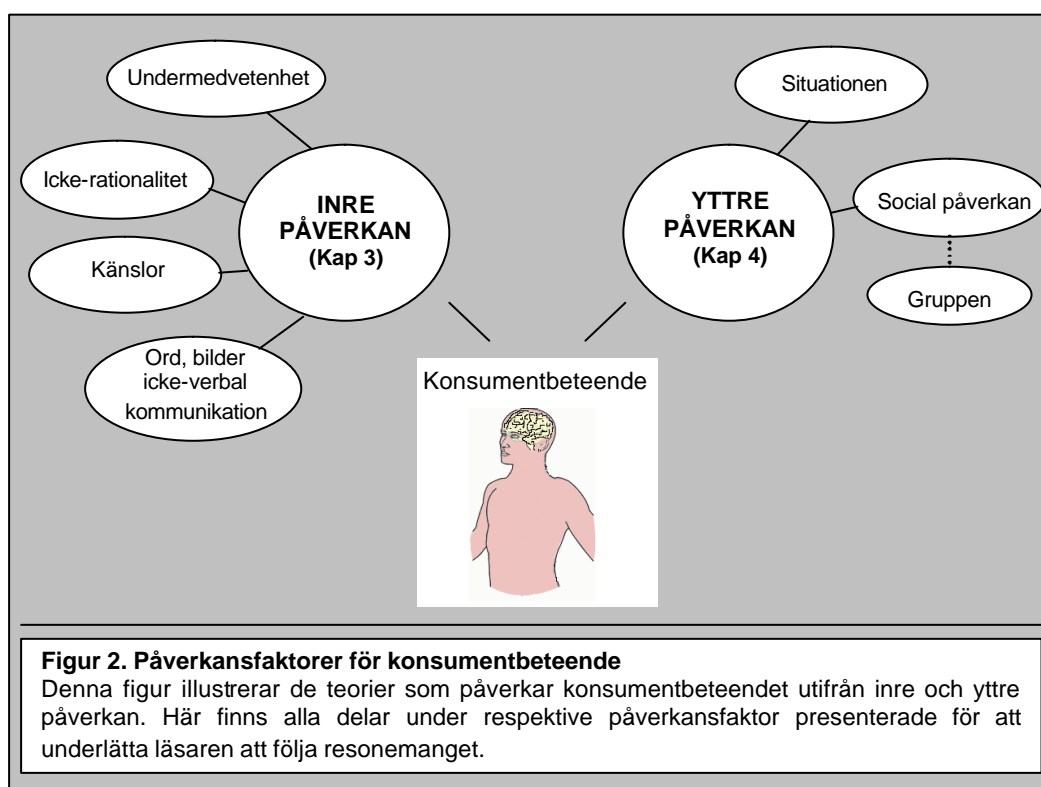 Undermedvetenhet
Icke-rationalitet
Känslor
Ord, bilder
icke-verbal
kommunikation
INRE
PÅVERKAN
(Kap 3)
YTTRE
PÅVERKAN
(Kap 4)
Situationen
Social påverkan
Gruppen
Konsumentbeteende
Figur 2. Påverkansfaktorer för konsumentbeteende
Denna figur illustrerar de teorier som påverkar konsumentbeteendet utifrån inre och yttre
påverkan. Här finns alla delar under respektive påverkansfaktor presenterade för att
underlätta läsaren att följa resonemanget.